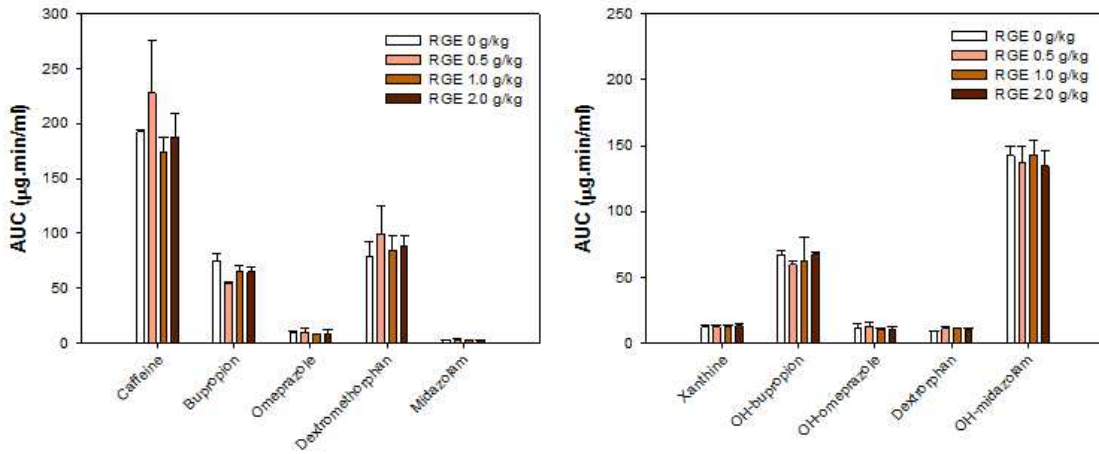 300
250
200
150
100
50
0
AUC (μg.min/ml)
RGE 0 g/kg
RGE 0.5 g/kg
RGE 1.0 g/kg
RGE 2.0 g/kg
Caffeine
Bupropion
Omeprazole
Dextromethorphan
Midazolam
250
200
150
100
50
0
AUC (μg.min/ml)
RGE 0 g/kg
RGE 0.5 g/kg
RGE 1.0 g/kg
RGE 2.0 g/kg
Xanthine
OH-bupropion
OH-omeprazole
Dextrorphan
OH-midazolam